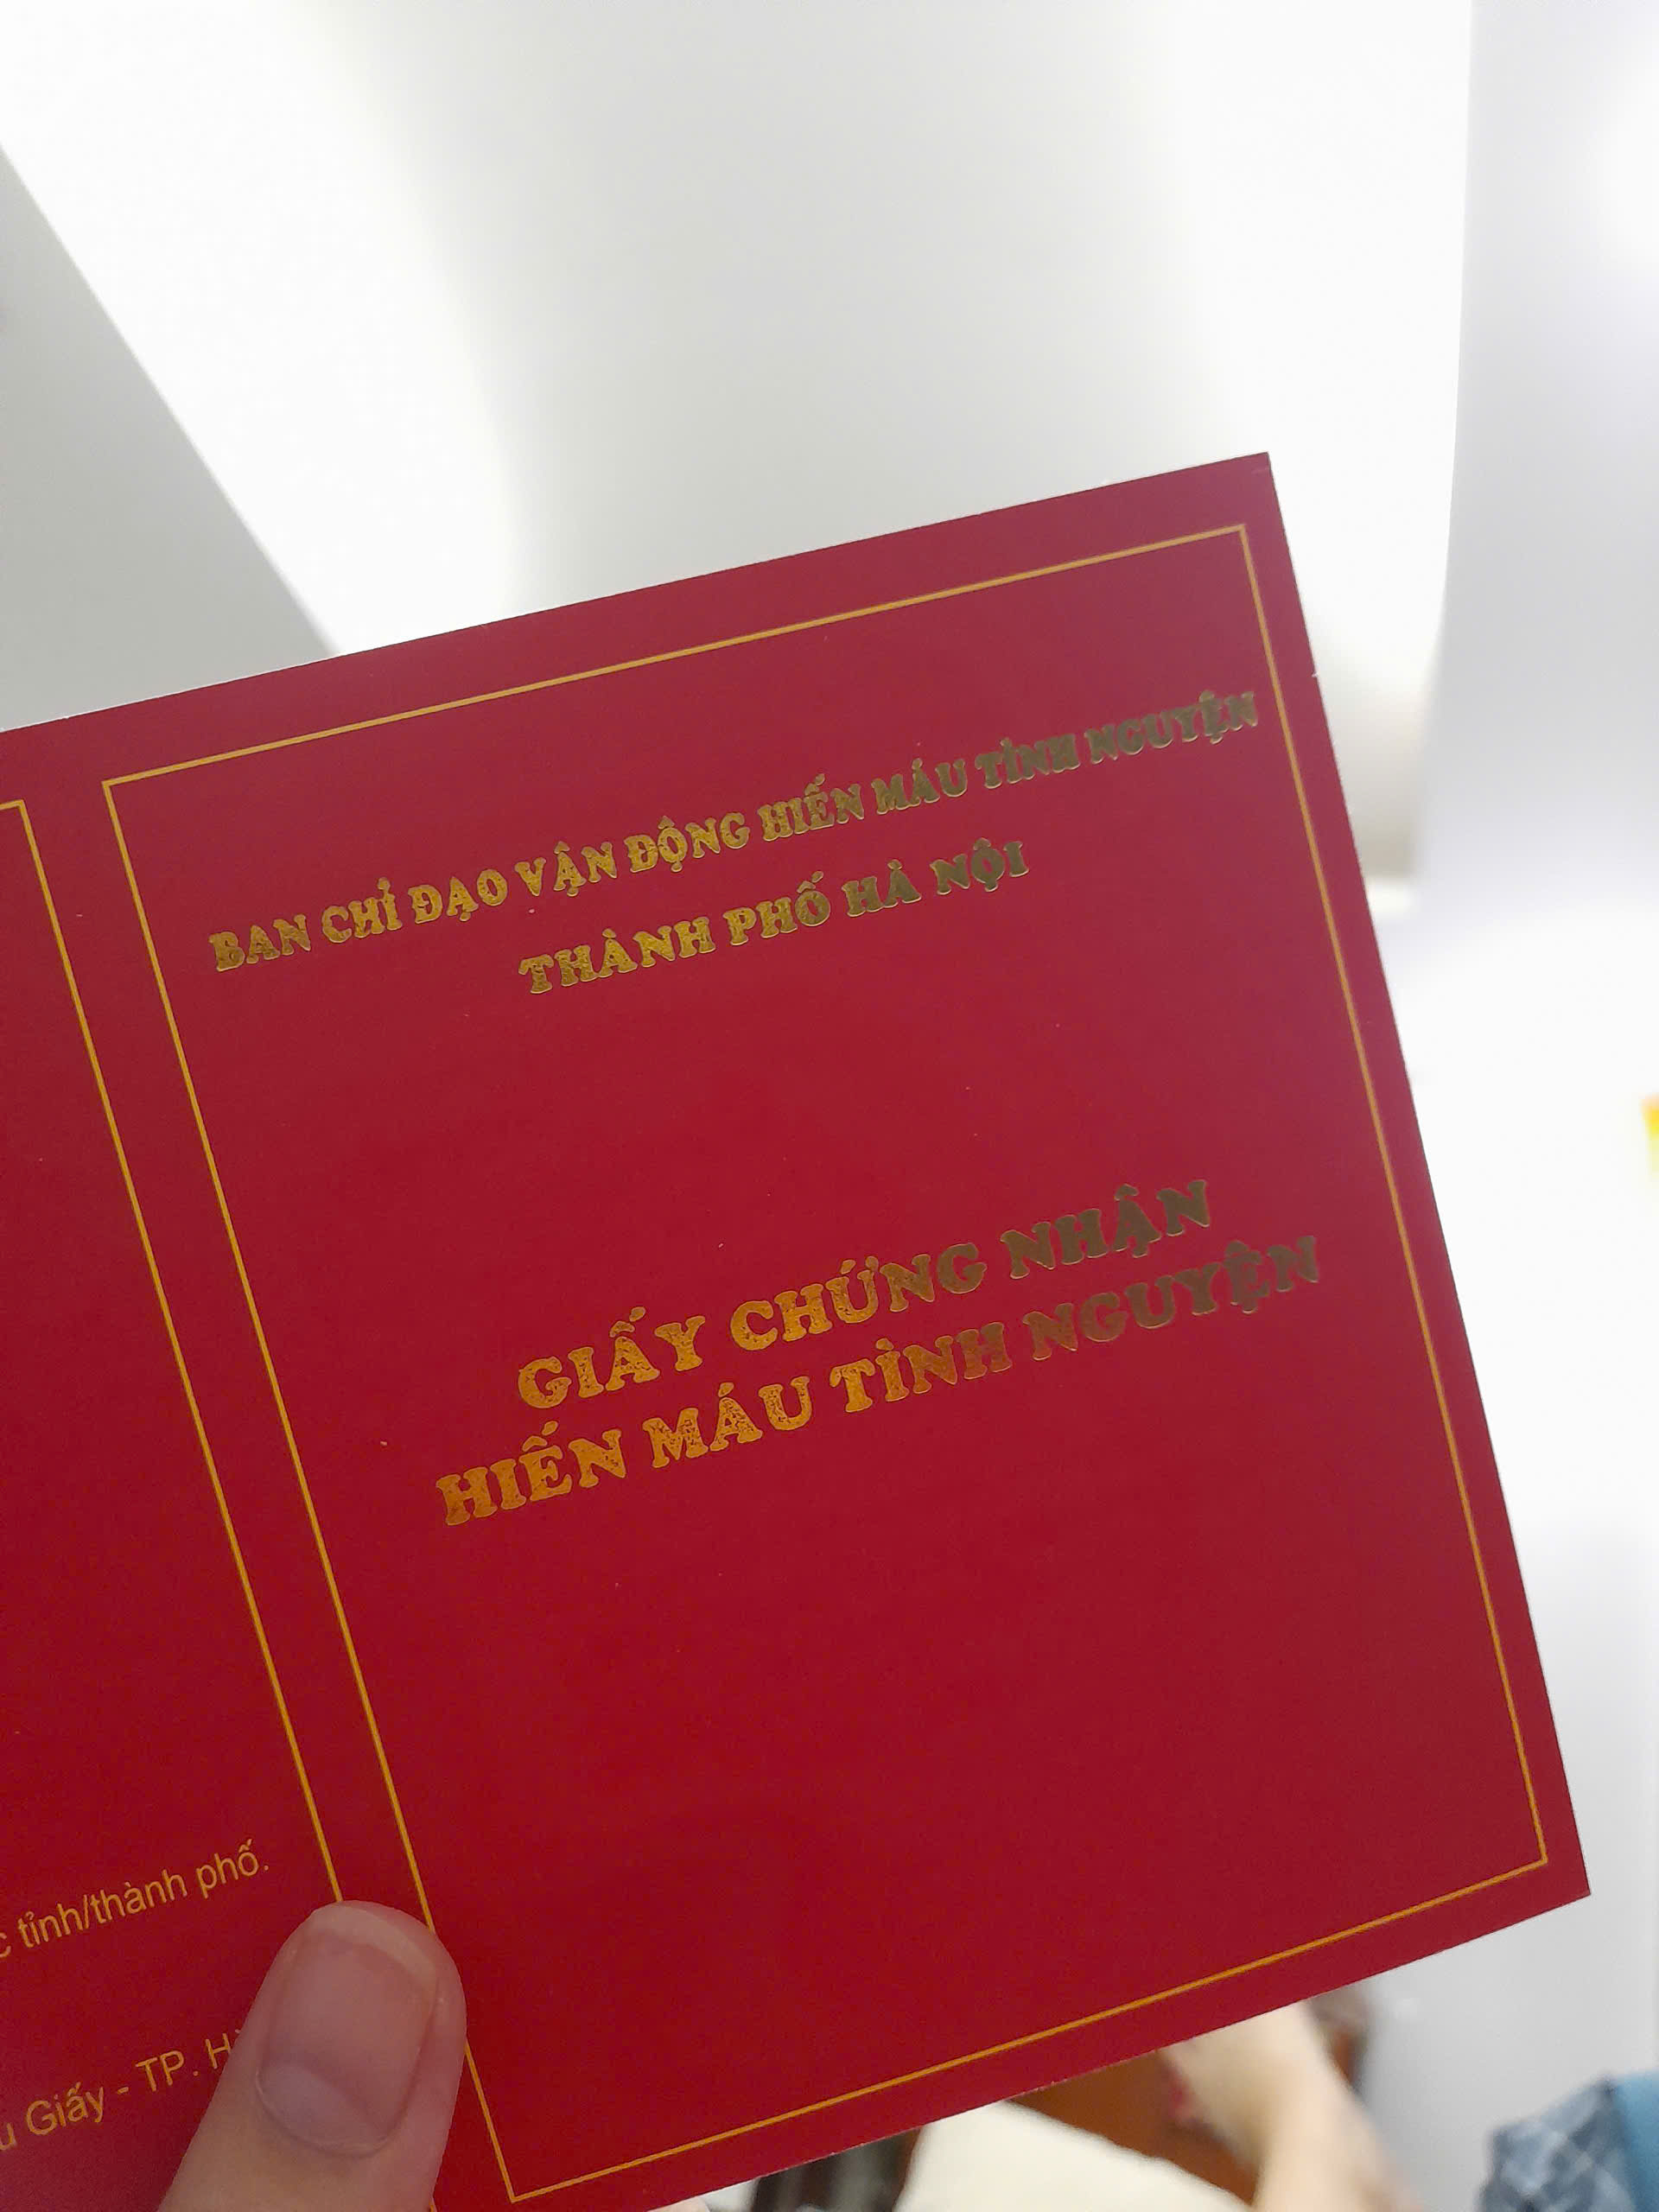 BAN CHỈ ĐẠO VẬN ĐỘNG HIẾN MÁU TÌNH NGUYỆN
THÀNH PHỐ HÀ NỘI
GIẤY CHỨNG NHẬN
HIẾN MÁU TÌNH NGUYỆN
tỉnh/thành phố.
Giấy - TP.